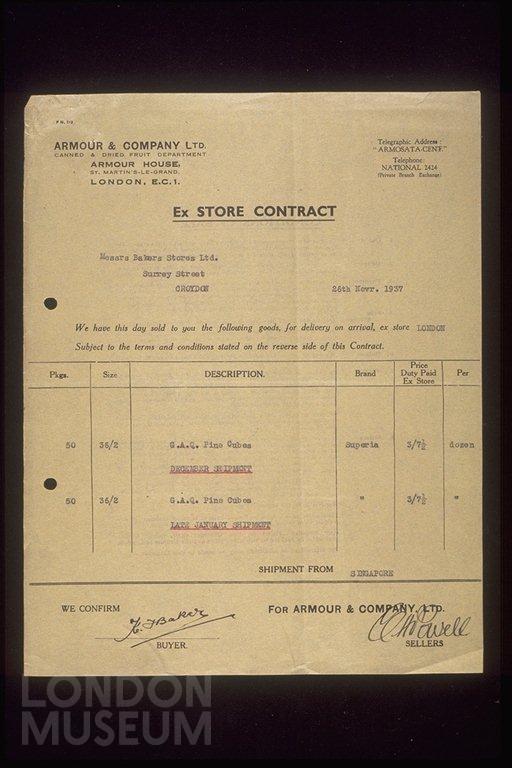 ARMOUR & COMPANY LTD.
CANNED & DRIED FRUIT DEPARTMENT
ARMOUR HOUSE,
ST. MARTIN'S-LE-GRAND,
LONDON, E.C.1.
Telegraphic Address:
"ARMOSATA-CENT."
Telephone:
NATIONAL 2424
(Private Branch Exchange)
Ex STORE CONTRACT
Messrs Bakers Stores Ltd.
Surrey Street
CROYDON
26th Novr. 1937
We have this day sold to you the following goods, for delivery on arrival, ex store LONDON
Subject to the terms and conditions stated on the reverse side of this Contract.
Pkgs. Size DESCRIPTION. Brand Price Duty Paid Ex Store Per
50 36/2 G.A.Q. Pine Cubes Superia 3/7½ dozen
DECEMBER SHIPMENT
50 36/2 G.A.Q. Pine Cubes " 3/7½ "
LATE JANUARY SHIPMENT
SHIPMENT FROM SINGAPORE
WE CONFIRM
FOR ARMOUR & COMPANY, LTD.
Baker
BUYER.
SELLERS
LONDON
MUSEUM